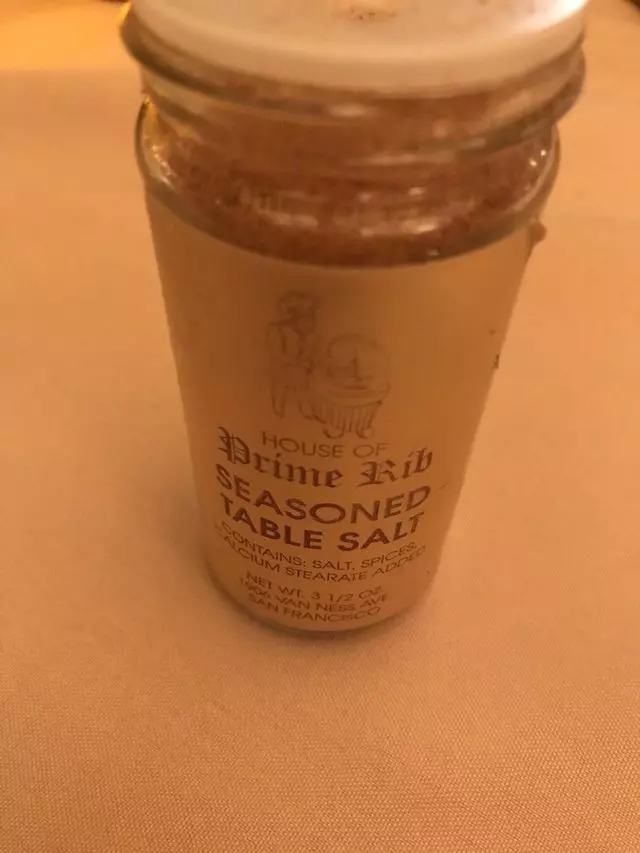 HOUSE OF
Prime Rib
SEASONED
TABLE SALT
CONTAINS: SALT, SPICES,
CALCIUM STEARATE ADDED
NET WT. 3 1/2 OZ.
1906 VAN NESS AVE
SAN FRANCISCO